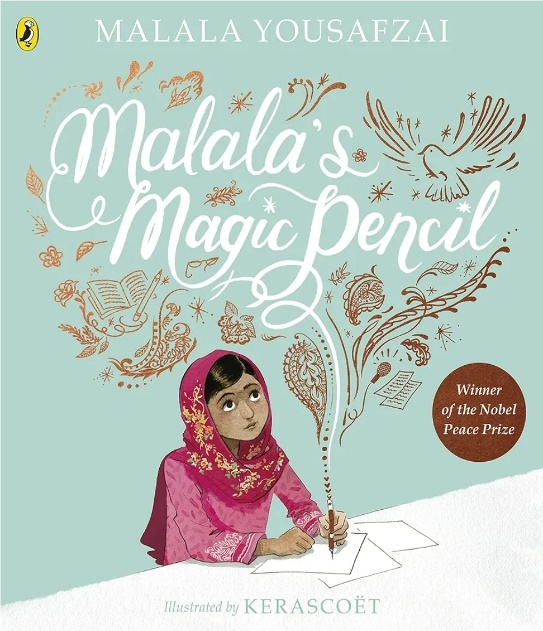 MALALA YOUSAFZAI
Malala's
Magic Pencil
Winner
of the Nobel
Peace Prize
Illustrated by KERASCOËT